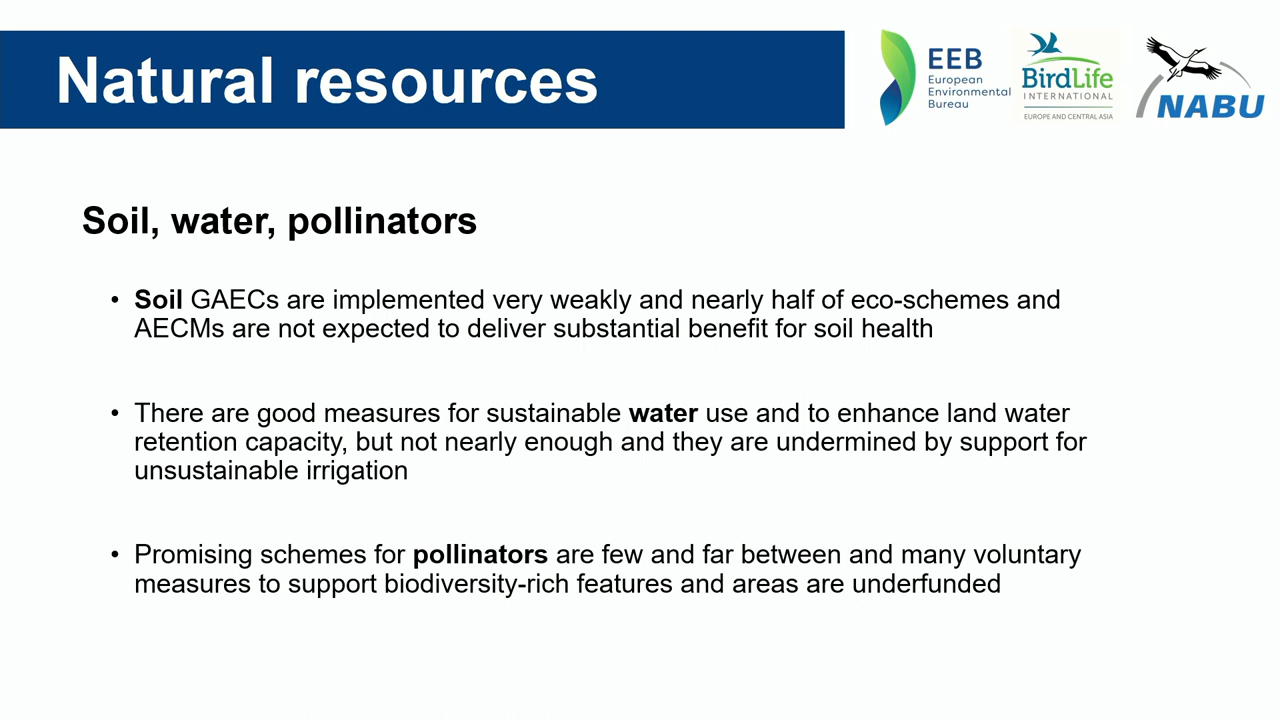 Natural resources
EEB
European
Environmental
Bureau
BirdLife
INTERNATIONAL
EUROPE AND CENTRAL ASIA
NABU
Soil, water, pollinators
• Soil GAECs are implemented very weakly and nearly half of eco-schemes and
AECMs are not expected to deliver substantial benefit for soil health
• There are good measures for sustainable water use and to enhance land water
retention capacity, but not nearly enough and they are undermined by support for
unsustainable irrigation
• Promising schemes for pollinators are few and far between and many voluntary
measures to support biodiversity-rich features and areas are underfunded